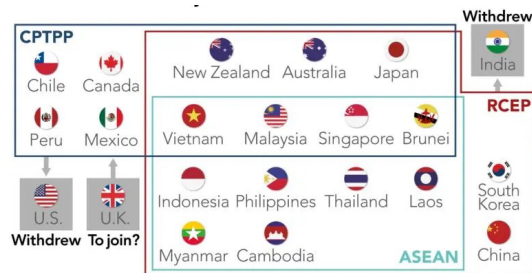 Withdrew
CPTPP
India
New Zealand Australia Japan
Chile Canada
RCEP
Peru Mexico Vietnam Malaysia Singapore Brunei
U.S. U.K. Indonesia Philippines Thailand Laos South
Korea
Withdrew To join?
Myanmar Cambodia ASEAN China